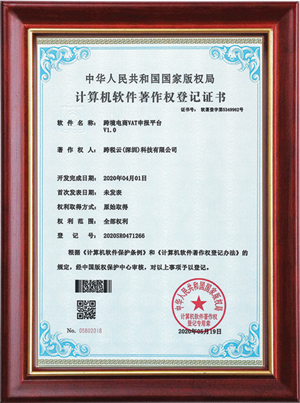 中华人民共和国国家版权局
计算机软件著作权登记证书
证书号： 软著登字第5349962号
软件名称： 跨境电商VAT申报平台
V1.0
著作权人： 跨税云(深圳)科技有限公司
开发完成日期： 2020年04月01日
首次发表日期： 未发表
权利取得方式： 原始取得
权利范围： 全部权利
登记号： 2020SR0471266
根据《计算机软件保护条例》和《计算机软件著作权登记办法》的
规定，经中国版权保护中心审核，对以上事项予以登记。
中华人民共和国国家版权局
计算机软件著作权
登记专用章
No.
2020年05月19日